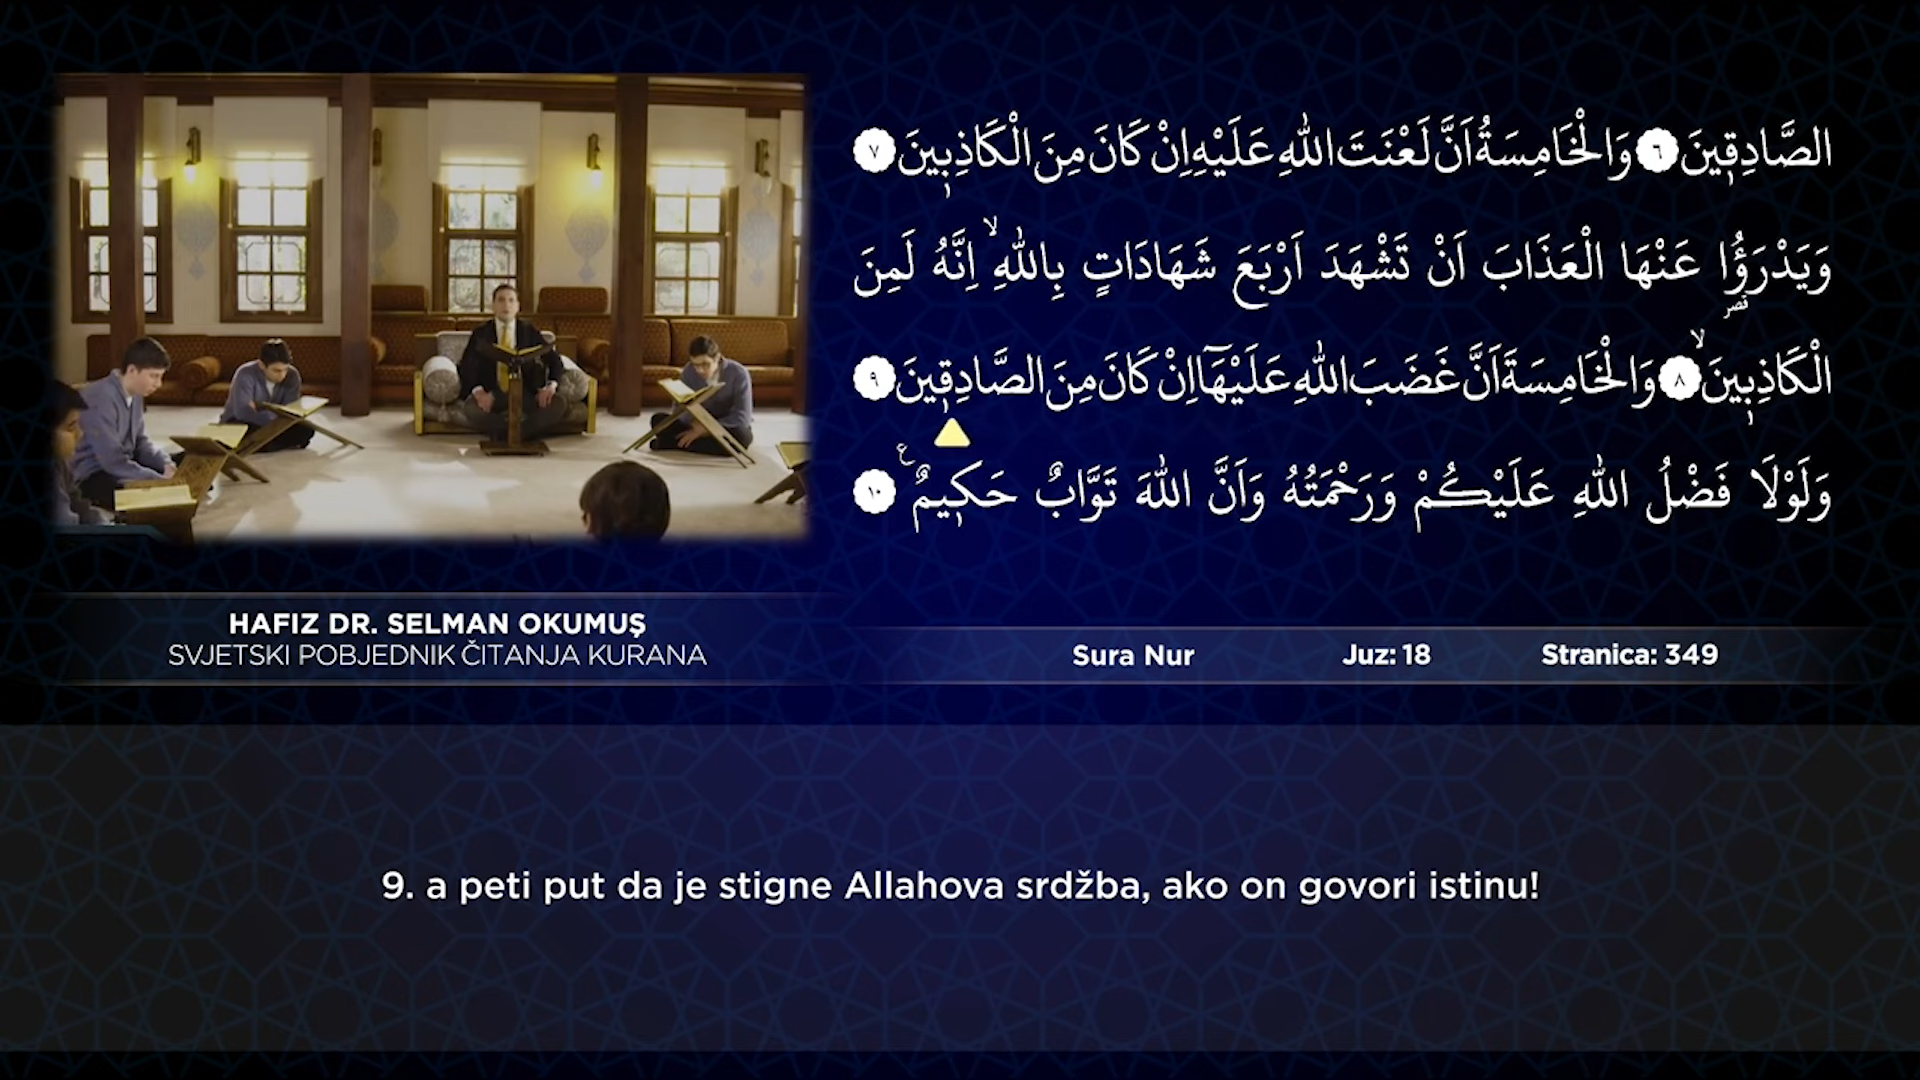 الصَّادِقٖينَ ٦ وَالْخَامِسَةُ اَنَّ لَعْنَتَ اللّٰهِ عَلَيْهِ اِنْ كَانَ مِنَ الْكَاذِبٖينَ ٧
وَيَدْرَؤُا عَنْهَا الْعَذَابَ اَنْ تَشْهَدَ اَرْبَعَ شَهَادَاتٍ بِاللّٰهِۙ اِنَّهُ لَمِنَ
قصر
الْكَاذِبٖينَۙ ٨ وَالْخَامِسَةَ اَنَّ غَضَبَ اللّٰهِ عَلَيْهَٓا اِنْ كَانَ مِنَ الصَّادِقٖينَ ٩
وَلَوْلَا فَضْلُ اللّٰهِ عَلَيْكُمْ وَرَحْمَتُهُ وَاَنَّ اللّٰهَ تَوَّابٌ حَكٖيمٌ ع ١٠
HAFIZ DR. SELMAN OKUMUŞ
SVJETSKI POBJEDNIK ČITANJA KURANA
Sura Nur Juz: 18 Stranica: 349
9. a peti put da je stigne Allahova srdžba, ako on govori istinu!